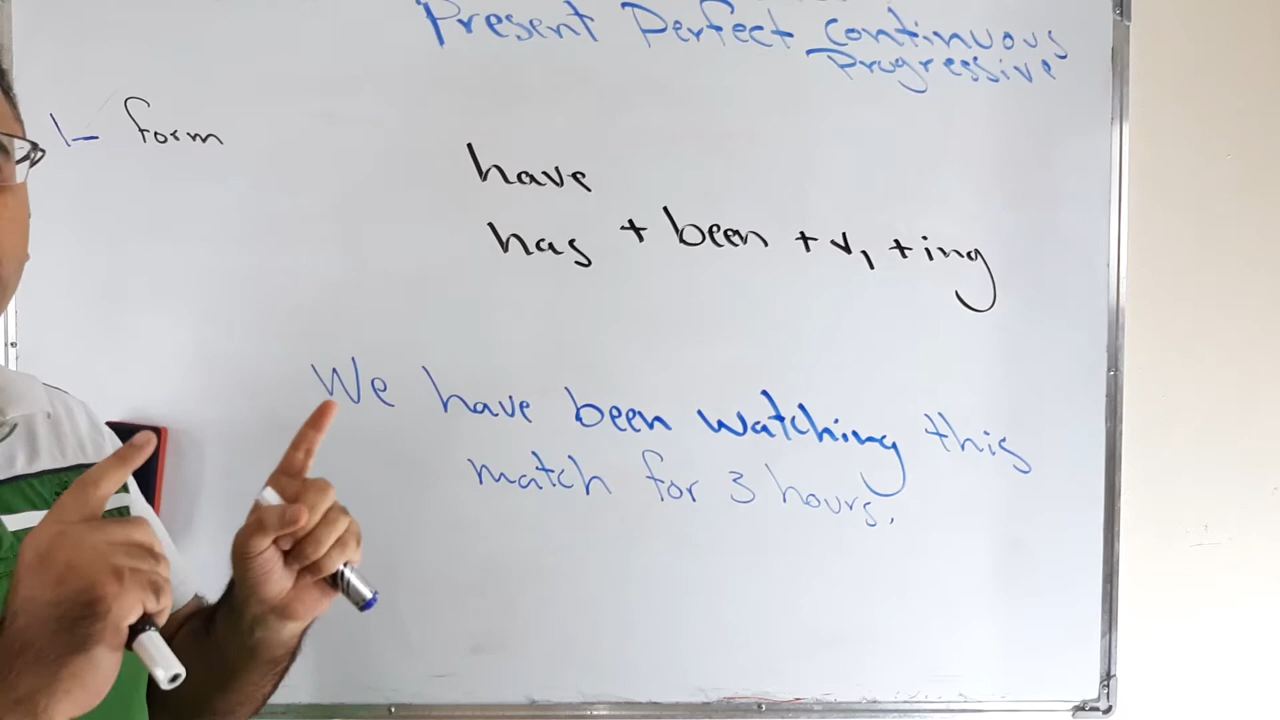 Present Perfect continuous
Progressive
1- form
have
has + been + v1 + ing
We have been watching this
match for 3 hours.